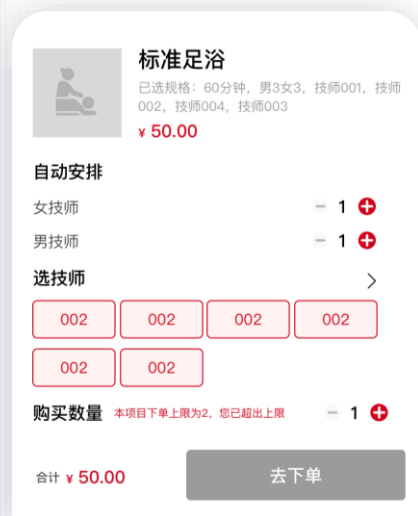 标准足浴
已选规格：60分钟，男3女3，技师001，技师
002，技师004，技师003
¥ 50.00
自动安排
女技师 1
男技师 1
选技师
002 002 002 002
002 002
购买数量 本项目下单上限为2，您已超出上限 1
合计 ¥ 50.00 去下单